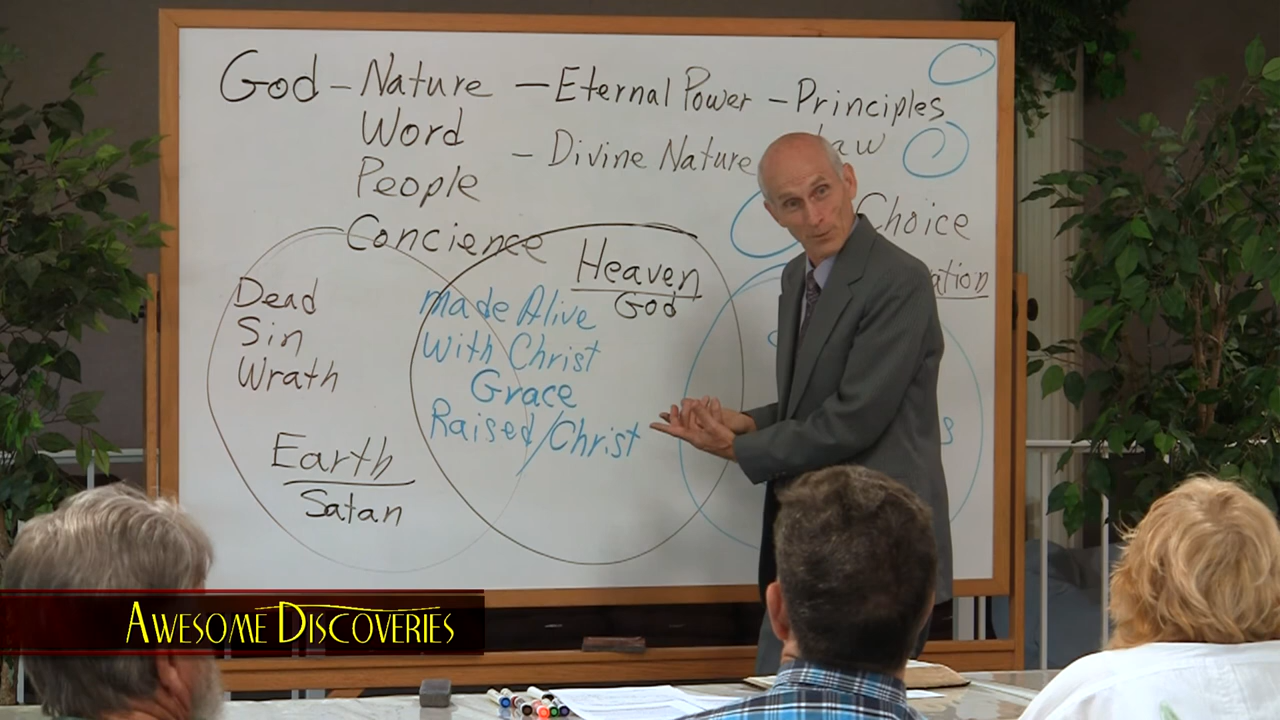 God – Nature – Eternal Power – Principles
Word
– Divine Nature
People
Choice
Concience
Heaven
God
Dead
Sin
Wrath
made Alive
With Christ
Grace
Raised/Christ
Earth
Satan
AWESOME DISCOVERIES